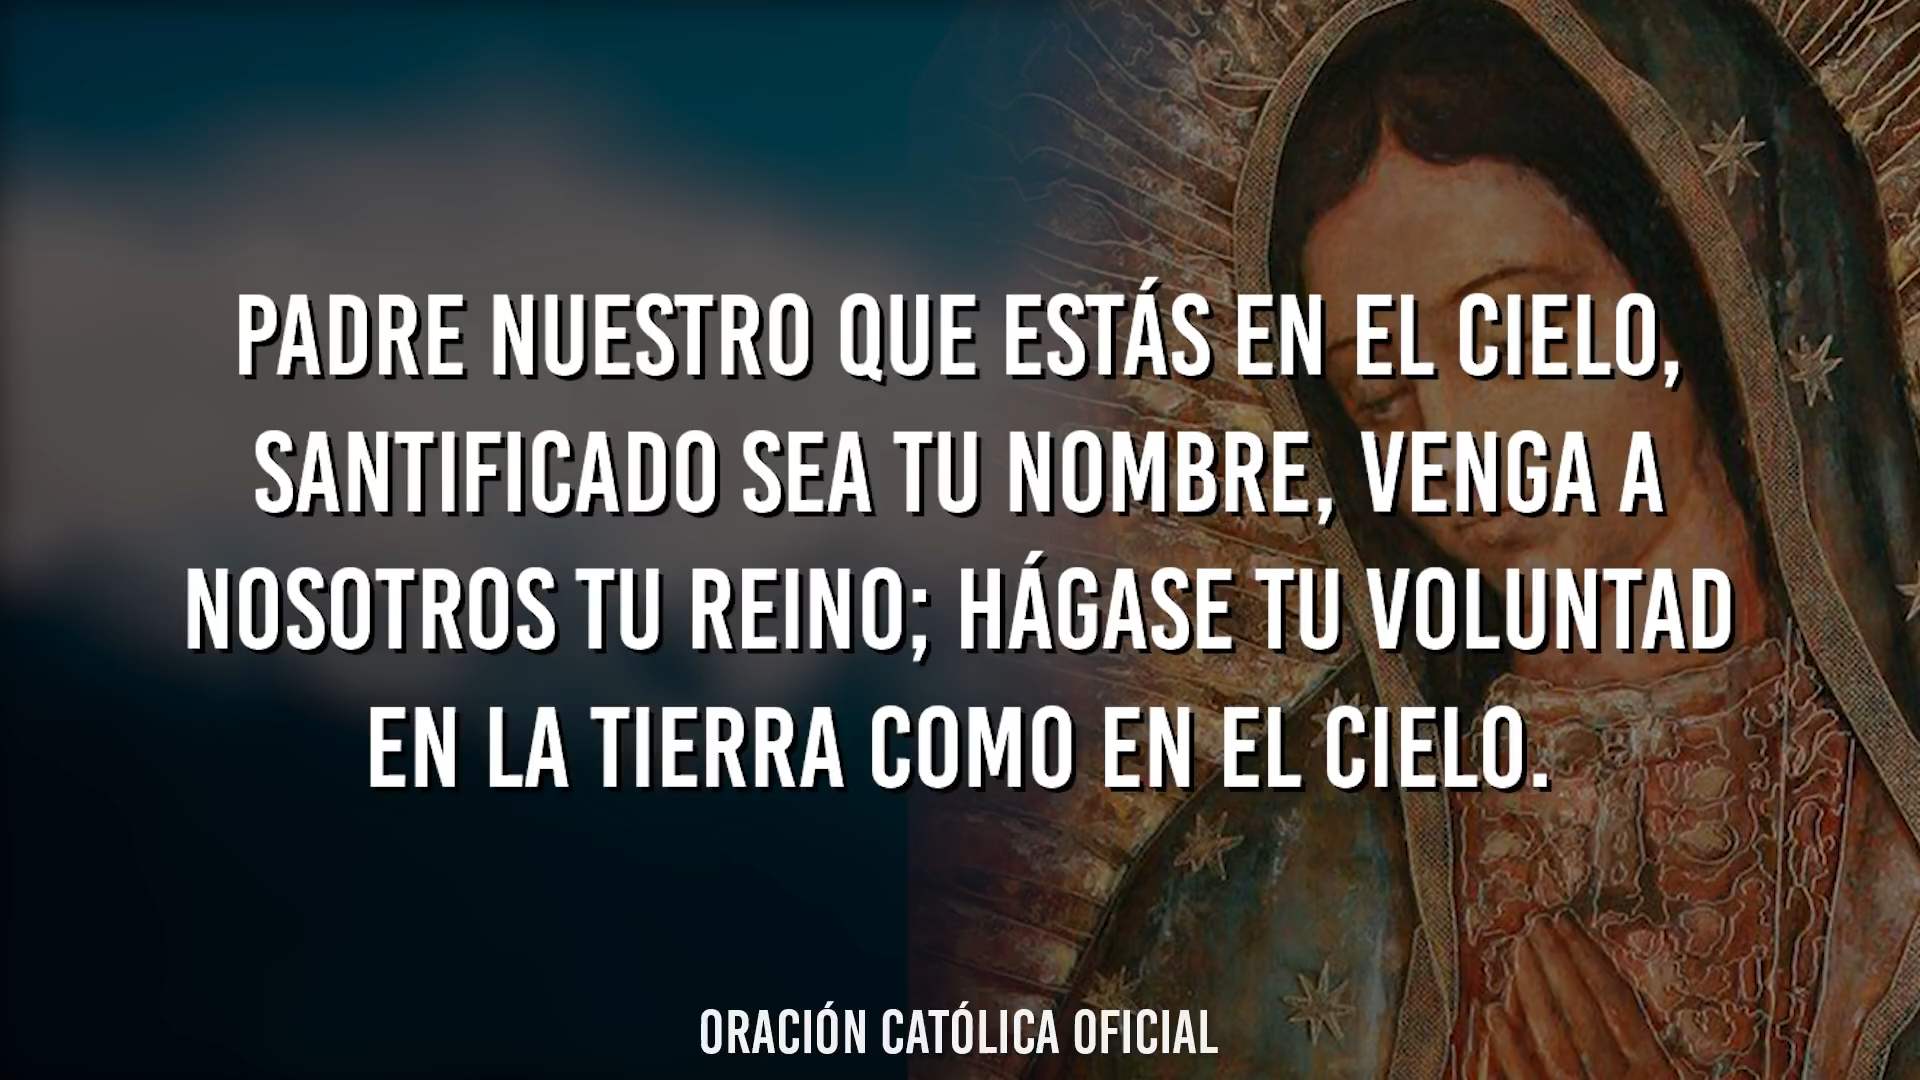 PADRE NUESTRO QUE ESTÁS EN EL CIELO,
SANTIFICADO SEA TU NOMBRE, VENGA A
NOSOTROS TU REINO; HÁGASE TU VOLUNTAD
EN LA TIERRA COMO EN EL CIELO.
ORACIÓN CATÓLICA OFICIAL